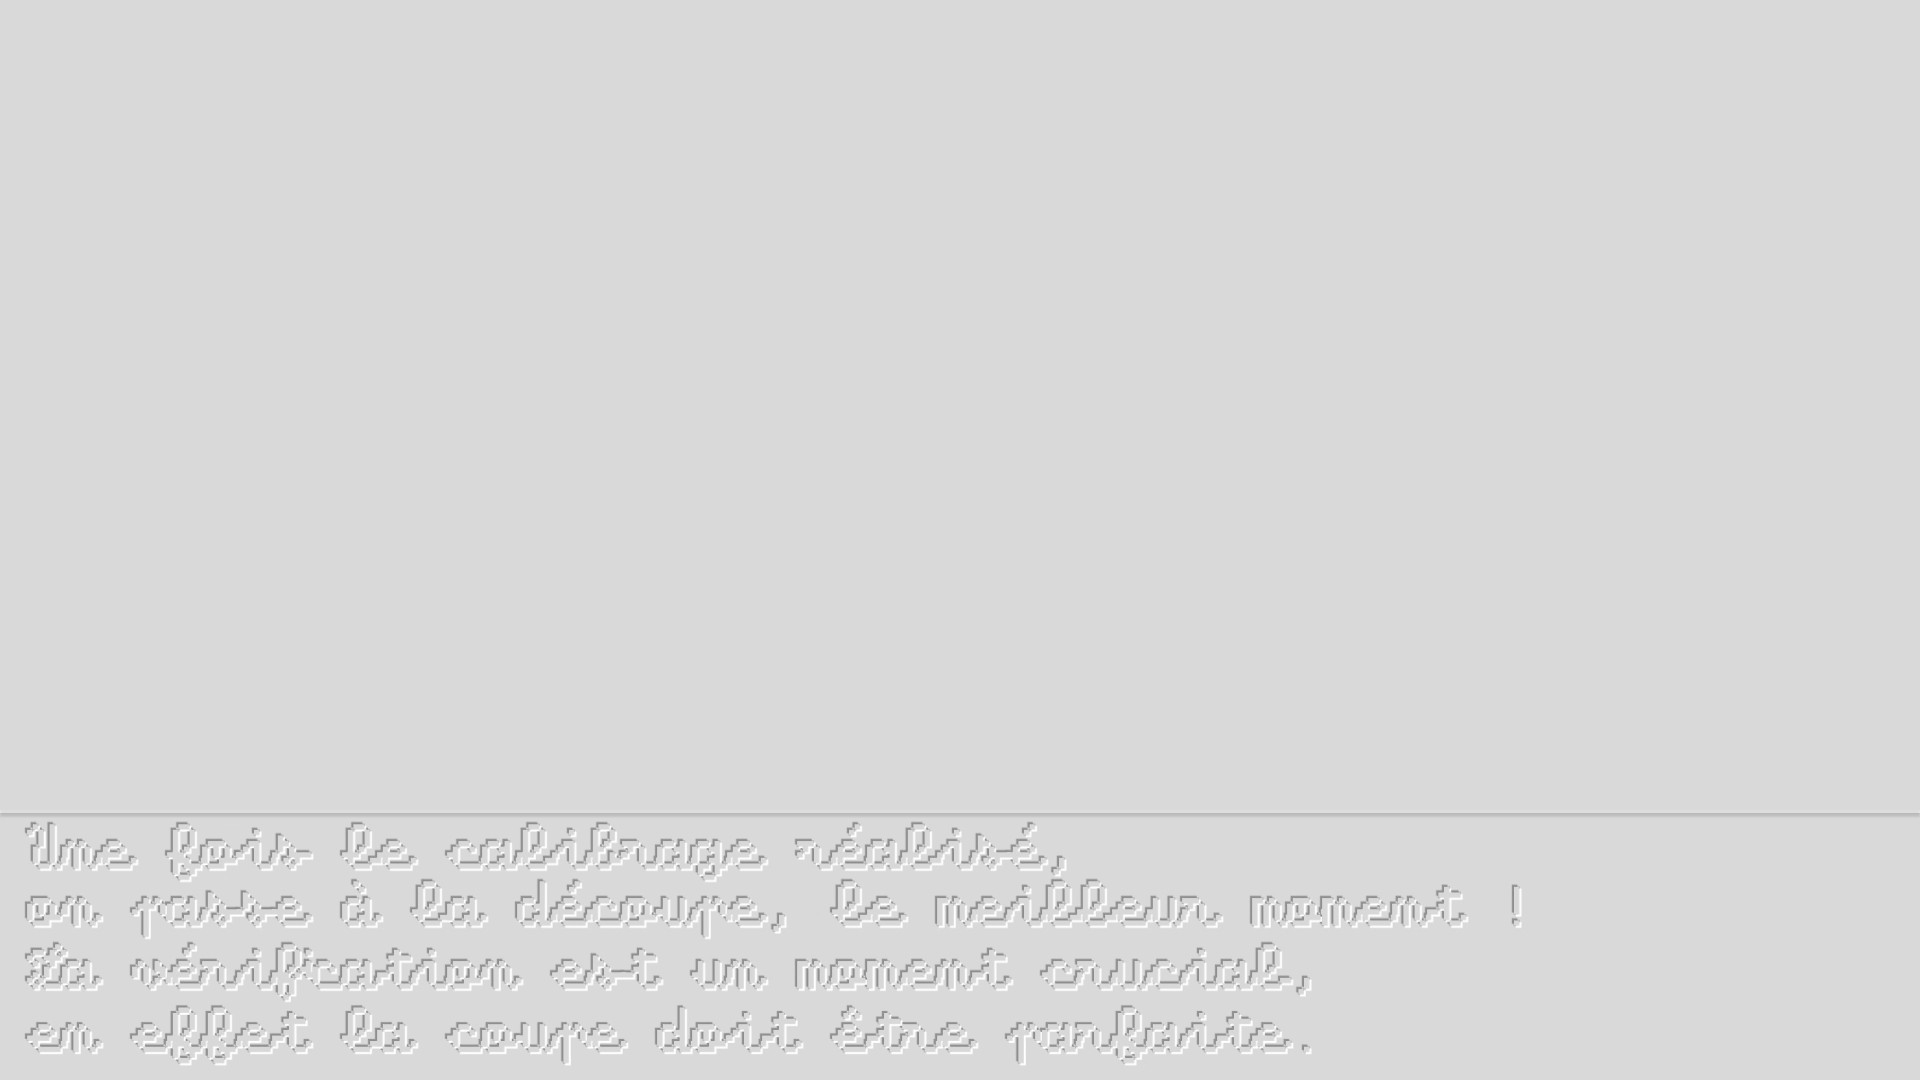 Une fois le calibrage réalisé,
on passe à la découpe, le meilleur moment !
La vérification est un moment crucial,
en effet la coupe doit être parfaite.